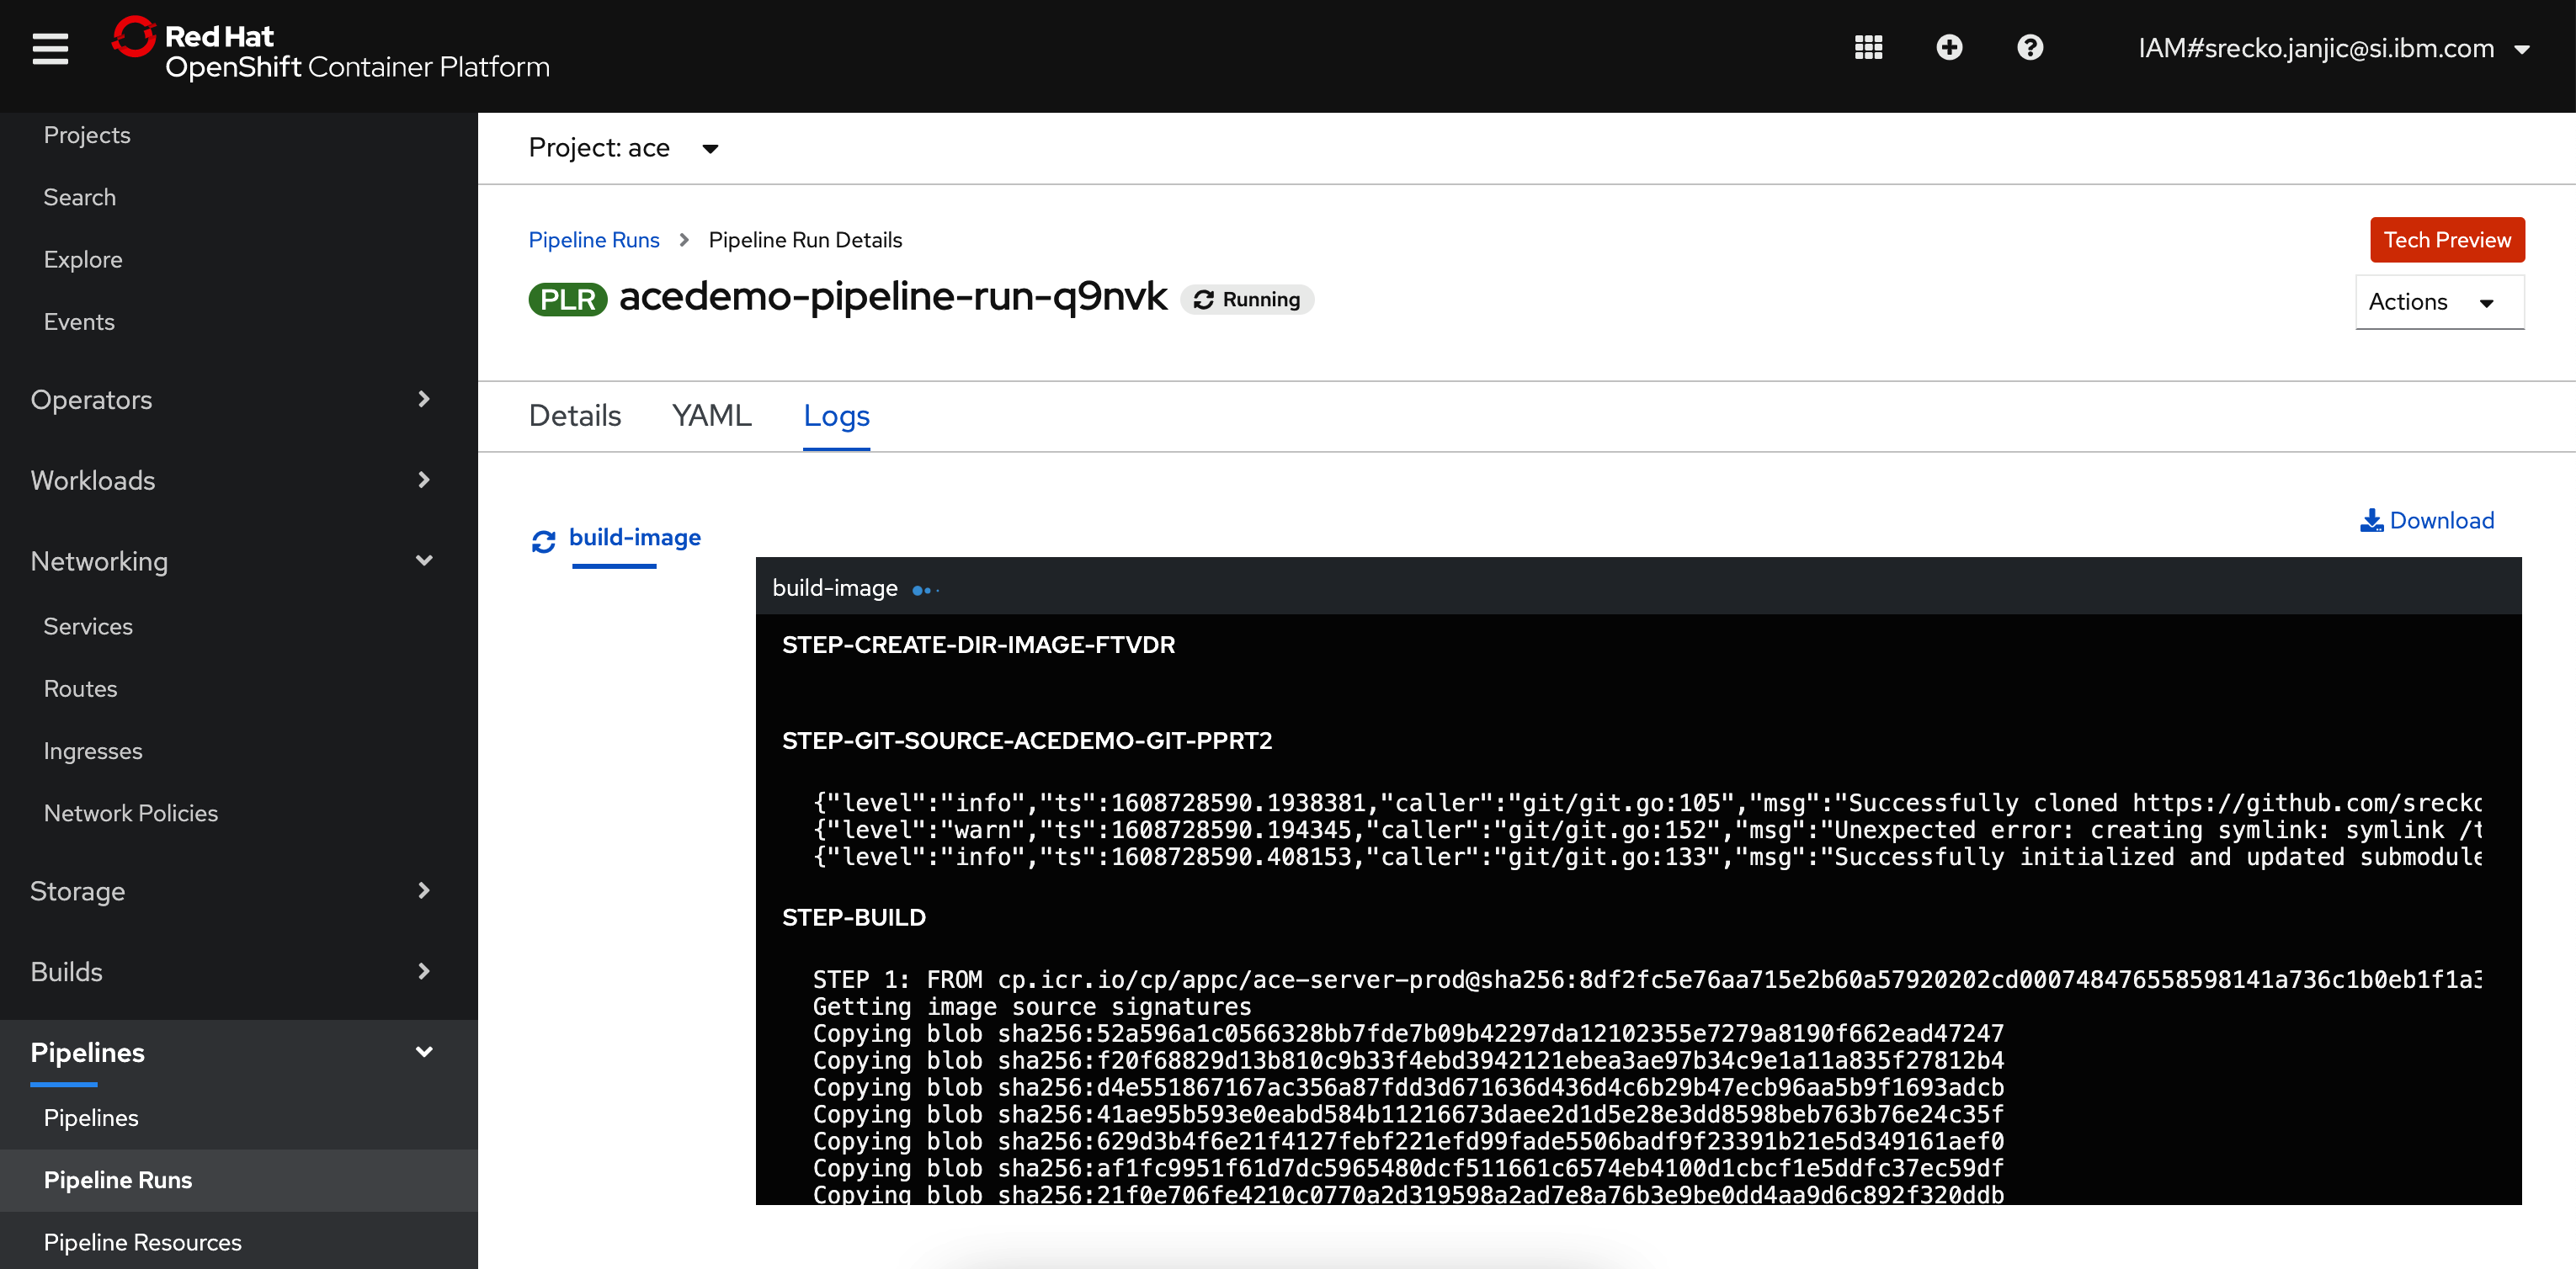 Red Hat
OpenShift Container Platform
IAM#srecko.janjic@si.ibm.com
Projects
Search
Explore
Events
Operators
Workloads
Networking
Services
Routes
Ingresses
Network Policies
Storage
Builds
Pipelines
Pipelines
Pipeline Runs
Pipeline Resources
Project: ace
Pipeline Runs > Pipeline Run Details
Tech Preview
PLR acedemo-pipeline-run-q9nvk Running
Actions
Details YAML Logs
Download
build-image
build-image
STEP-CREATE-DIR-IMAGE-FTVDR
STEP-GIT-SOURCE-ACEDEMO-GIT-PPRT2
{"level":"info","ts":1608728590.1938381,"caller":"git/git.go:105","msg":"Successfully cloned https://github.com/srecko
{"level":"warn","ts":1608728590.194345,"caller":"git/git.go:152","msg":"Unexpected error: creating symlink: symlink /t
{"level":"info","ts":1608728590.408153,"caller":"git/git.go:133","msg":"Successfully initialized and updated submodule
STEP-BUILD
STEP 1: FROM cp.icr.io/cp/appc/ace-server-prod@sha256:8df2fc5e76aa715e2b60a57920202cd000748476558598141a736c1b0eb1f1a3
Getting image source signatures
Copying blob sha256:52a596a1c0566328bb7fde7b09b42297da12102355e7279a8190f662ead47247
Copying blob sha256:f20f68829d13b810c9b33f4ebd3942121ebea3ae97b34c9e1a11a835f27812b4
Copying blob sha256:d4e551867167ac356a87fdd3d671636d436d4c6b29b47ecb96aa5b9f1693adcb
Copying blob sha256:41ae95b593e0eabd584b11216673daee2d1d5e28e3dd8598beb763b76e24c35f
Copying blob sha256:629d3b4f6e21f4127febf221efd99fade5506badf9f23391b21e5d349161aef0
Copying blob sha256:af1fc9951f61d7dc5965480dcf511661c6574eb4100d1cbcf1e5ddfc37ec59df
Copying blob sha256:21f0e706fe4210c0770a2d319598a2ad7e8a76b3e9be0dd4aa9d6c892f320ddb